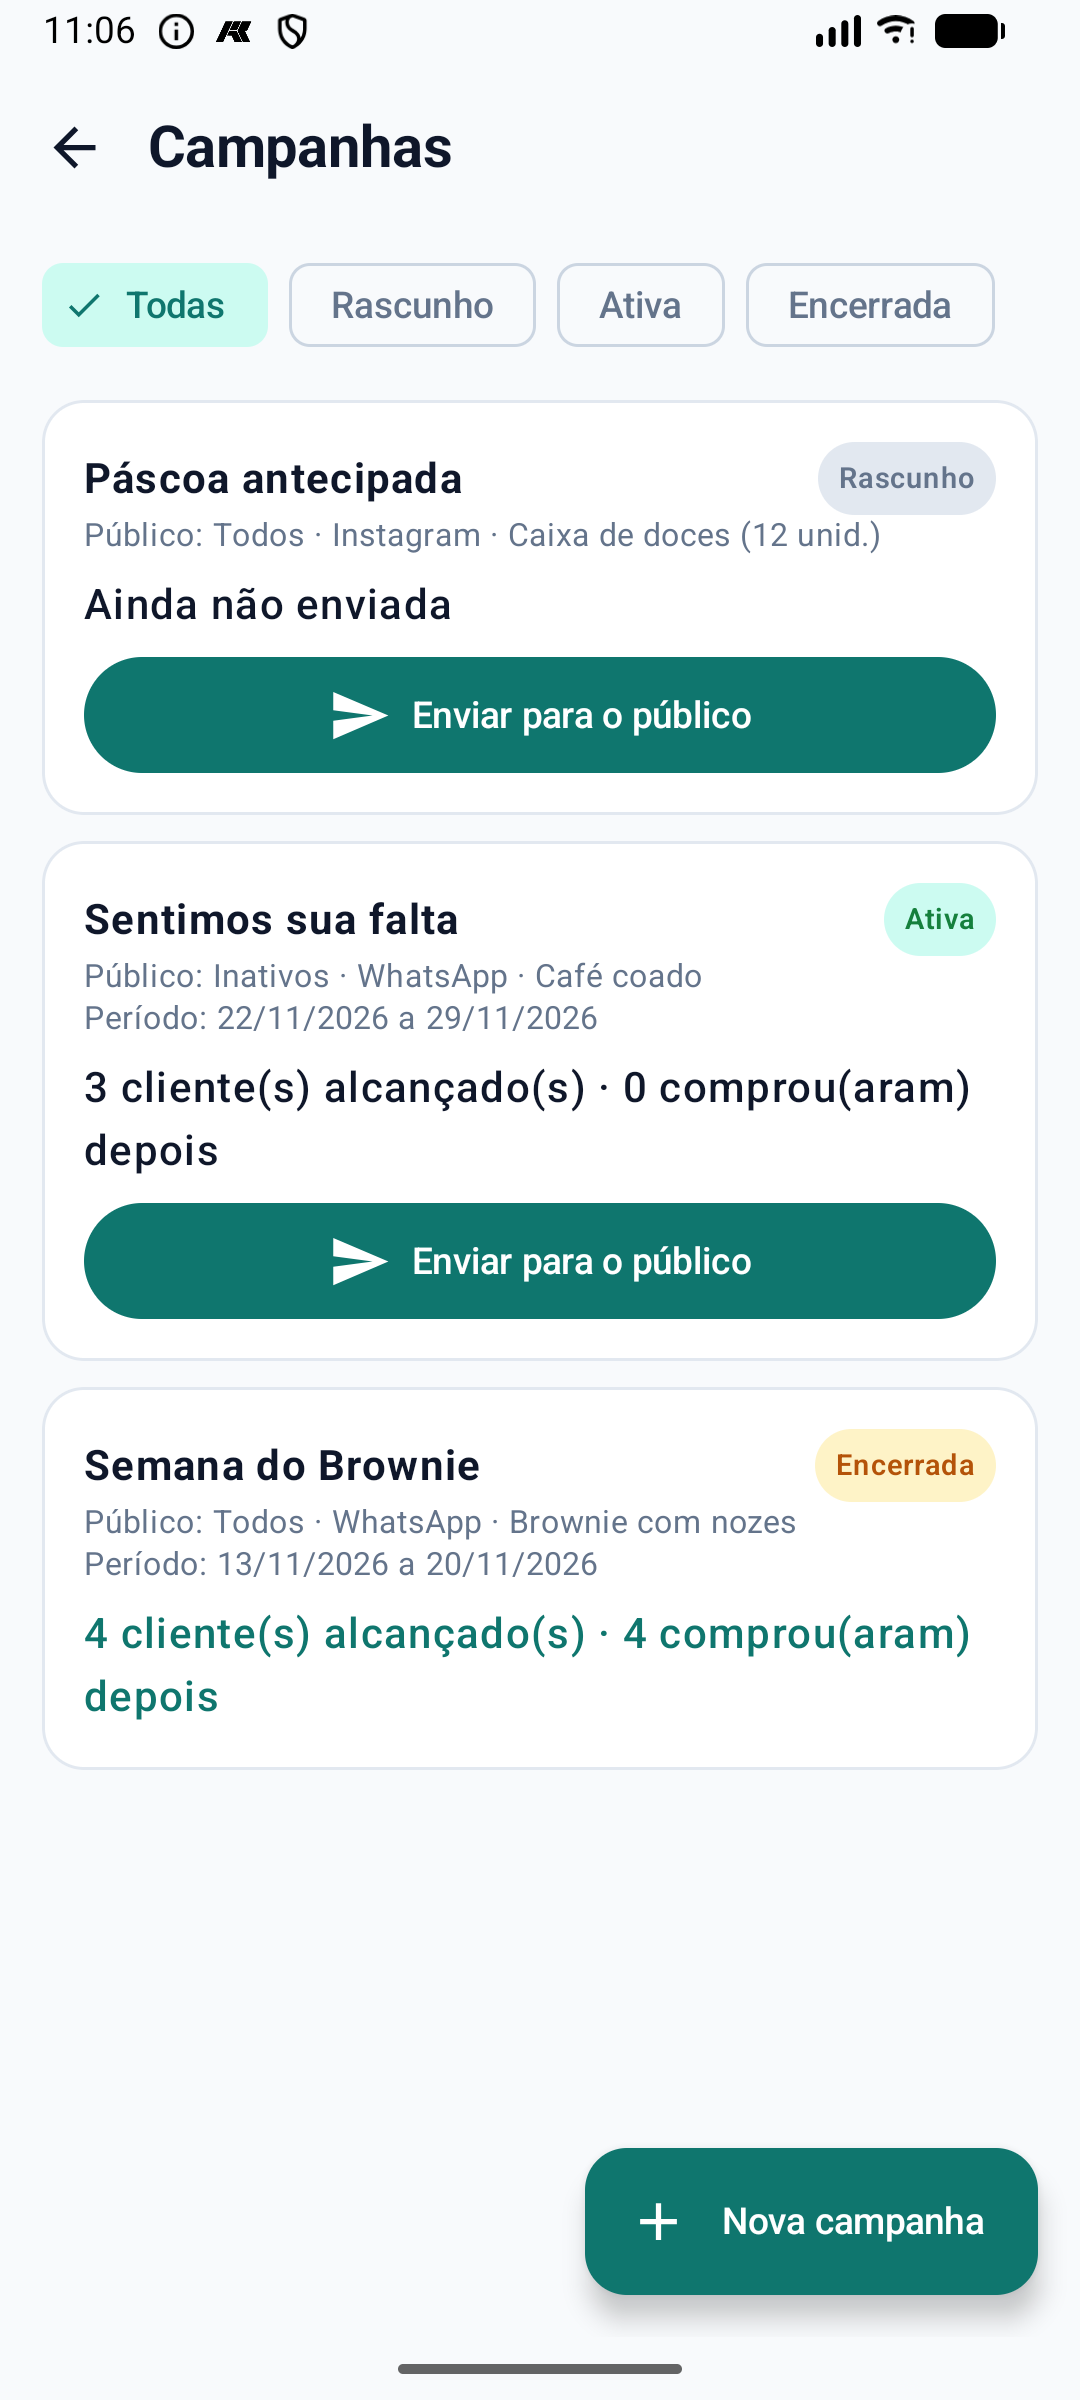 11:06
Campanhas
Todas
Rascunho
Ativa
Encerrada
Páscoa antecipada
Rascunho
Público: Todos · Instagram · Caixa de doces (12 unid.)
Ainda não enviada
Enviar para o público
Sentimos sua falta
Ativa
Público: Inativos · WhatsApp · Café coado
Período: 22/11/2026 a 29/11/2026
3 cliente(s) alcançado(s) · 0 comprou(aram)
depois
Enviar para o público
Semana do Brownie
Encerrada
Público: Todos · WhatsApp · Brownie com nozes
Período: 13/11/2026 a 20/11/2026
4 cliente(s) alcançado(s) · 4 comprou(aram)
depois
Nova campanha